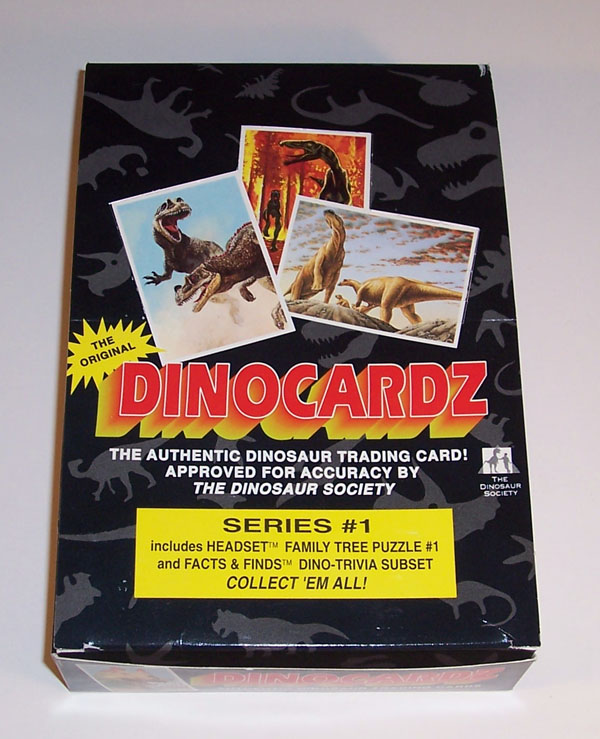 THE
ORIGINAL
DINOCARDZ
THE AUTHENTIC DINOSAUR TRADING CARD!
APPROVED FOR ACCURACY BY
THE DINOSAUR SOCIETY
THE
DINOSAUR
SOCIETY
SERIES #1
includes HEADSET™ FAMILY TREE PUZZLE #1
and FACTS & FINDS™ DINO-TRIVIA SUBSET
COLLECT 'EM ALL!
DINOCARDZ